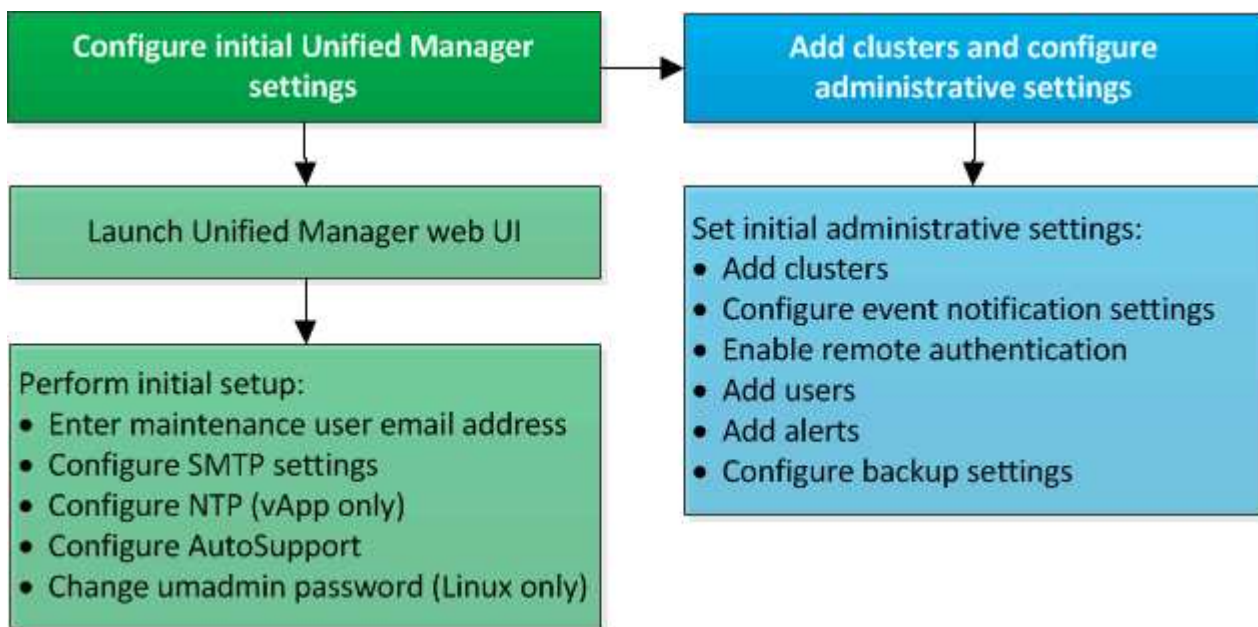 Configure initial Unified Manager
settings
Add clusters and configure
administrative settings
Launch Unified Manager web UI
Perform initial setup:
• Enter maintenance user email address
• Configure SMTP settings
• Configure NTP (vApp only)
• Configure AutoSupport
• Change umadmin password (Linux only)
Set initial administrative settings:
• Add clusters
• Configure event notification settings
• Enable remote authentication
• Add users
• Add alerts
• Configure backup settings